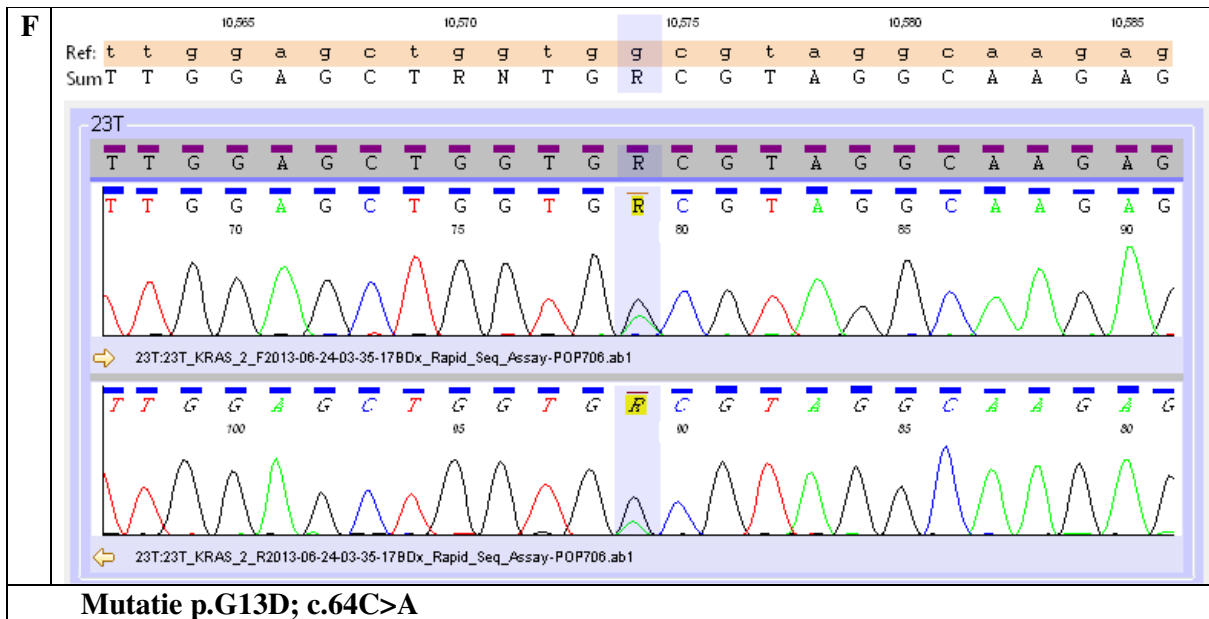 F
10,565 10,570 10,575 10,580 10,585
Ref: t t g g a g c t g g t g g c g t a g g c a a g a g
Sum T T G G A G C T R N T G R C G T A G G C A A G A G
23T
T T G G A G C T G G T G R C G T A G G C A A G A G
T T G G A G C T G G T G R C G T A G G C A A G A G
70 75 80 85 90
23T:23T_KRAS_2_F2013-06-24-03-35-17BDx_Rapid_Seq_Assay-POP706.ab1
T T G G A G C T G G T G R C G T A G G C A A G A G
100 95 90 85 80
23T:23T_KRAS_2_R2013-06-24-03-35-17BDx_Rapid_Seq_Assay-POP706.ab1
Mutatie p.G13D; c.64C>A